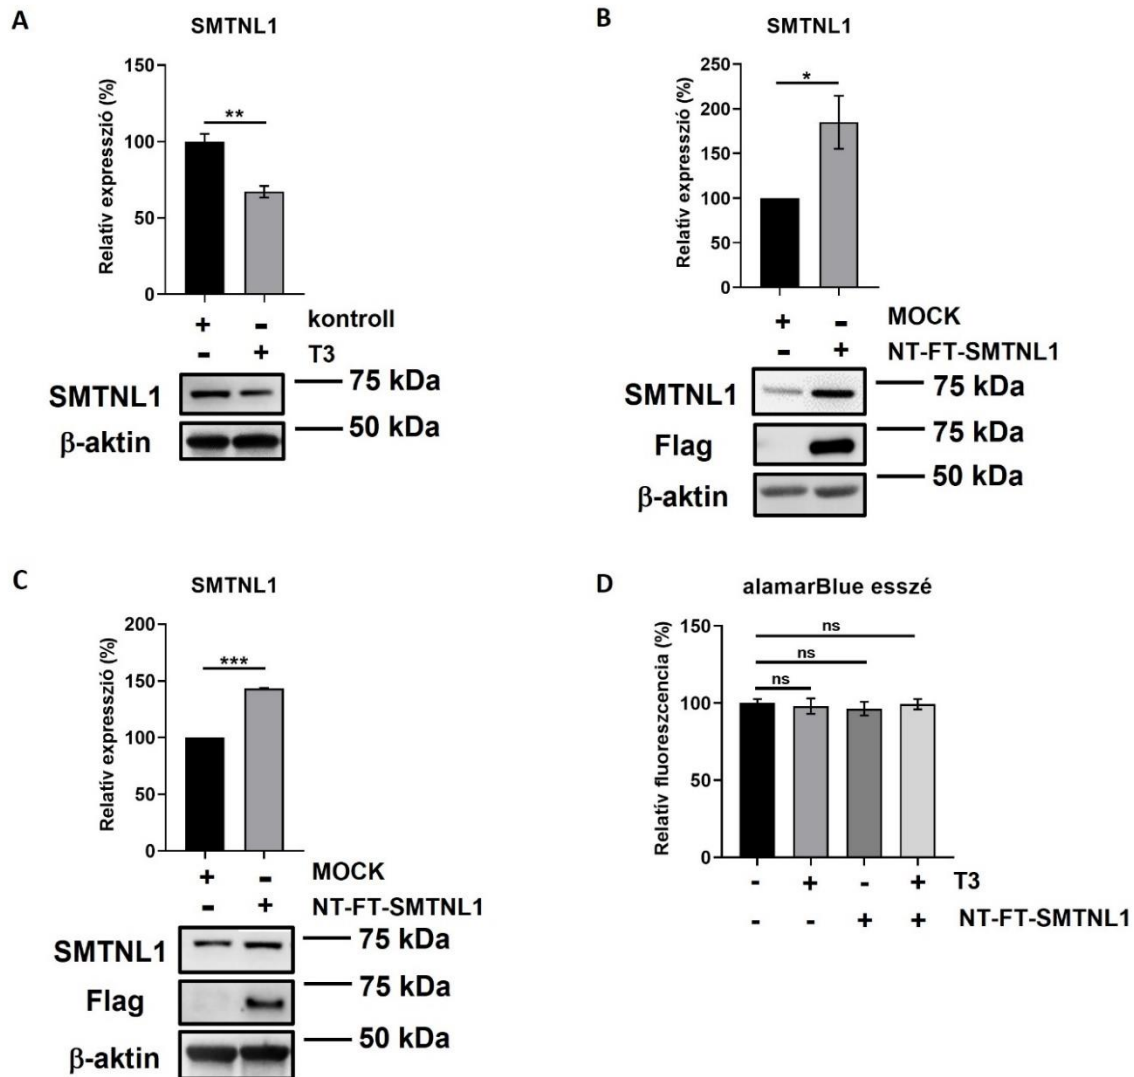 A
SMTNL1
Relatív expresszió (%)
150
100
50
0
**
+ - kontroll
- + T3
SMTNL1
75 kDa
β-aktin
50 kDa
B
SMTNL1
Relatív expresszió (%)
250
200
150
100
50
0
*
+ - MOCK
- + NT-FT-SMTNL1
SMTNL1
75 kDa
Flag
75 kDa
β-aktin
50 kDa
C
SMTNL1
Relatív expresszió (%)
200
150
100
50
0
***
+ - MOCK
- + NT-FT-SMTNL1
SMTNL1
75 kDa
Flag
75 kDa
β-aktin
50 kDa
D
alamarBlue esszé
Relatív fluoreszcencia (%)
150
100
50
0
ns
ns
ns
- + - + T3
- - + + NT-FT-SMTNL1